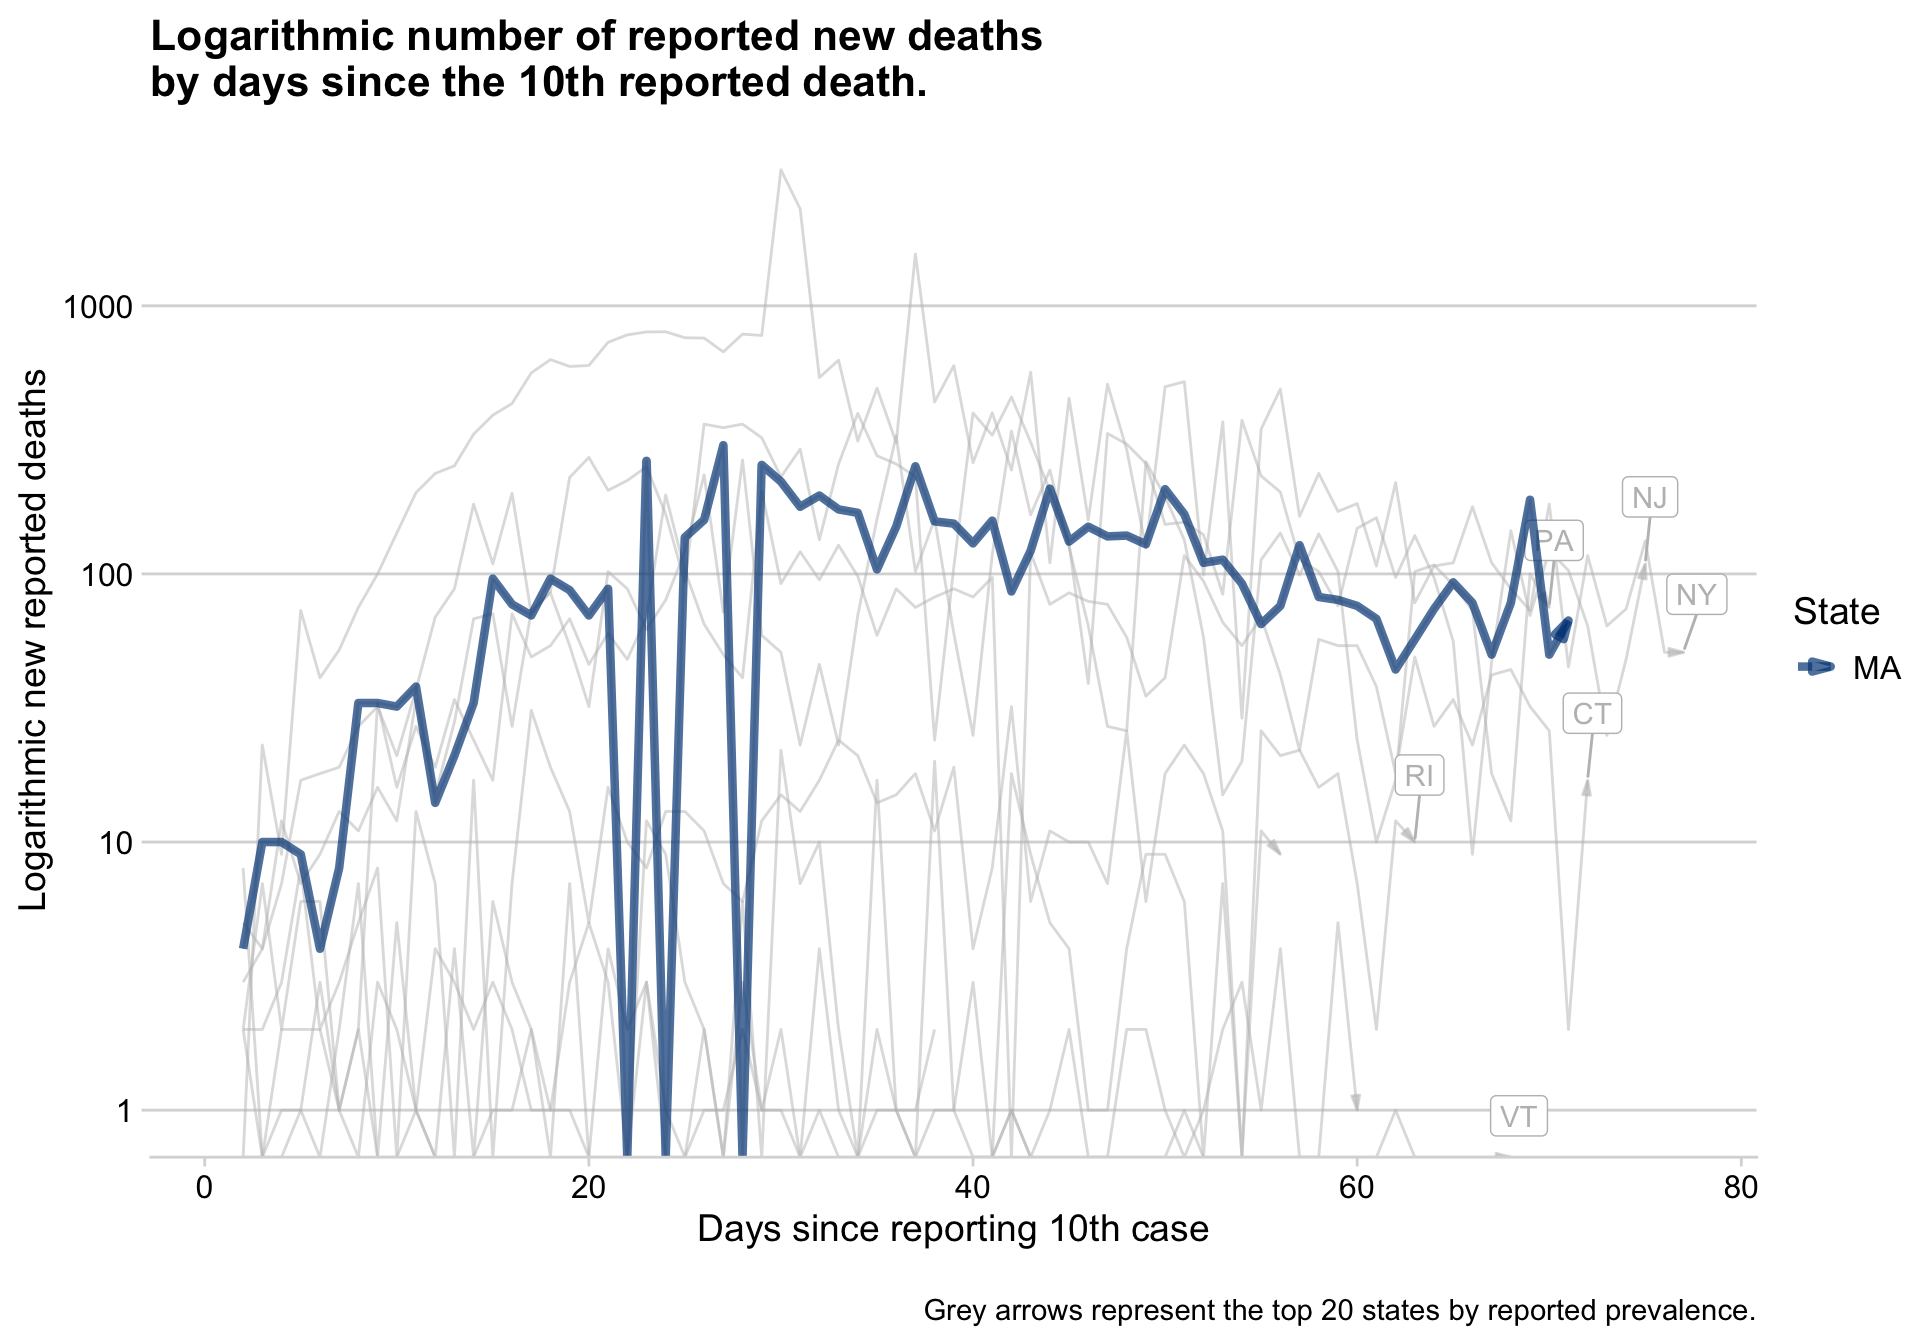 Logarithmic number of reported new deaths
by days since the 10th reported death.
Logarithmic new reported deaths
1000
100
10
1
NJ
PA
NY
CT
RI
VT
State
MA
0
20
40
60
80
Days since reporting 10th case
Grey arrows represent the top 20 states by reported prevalence.